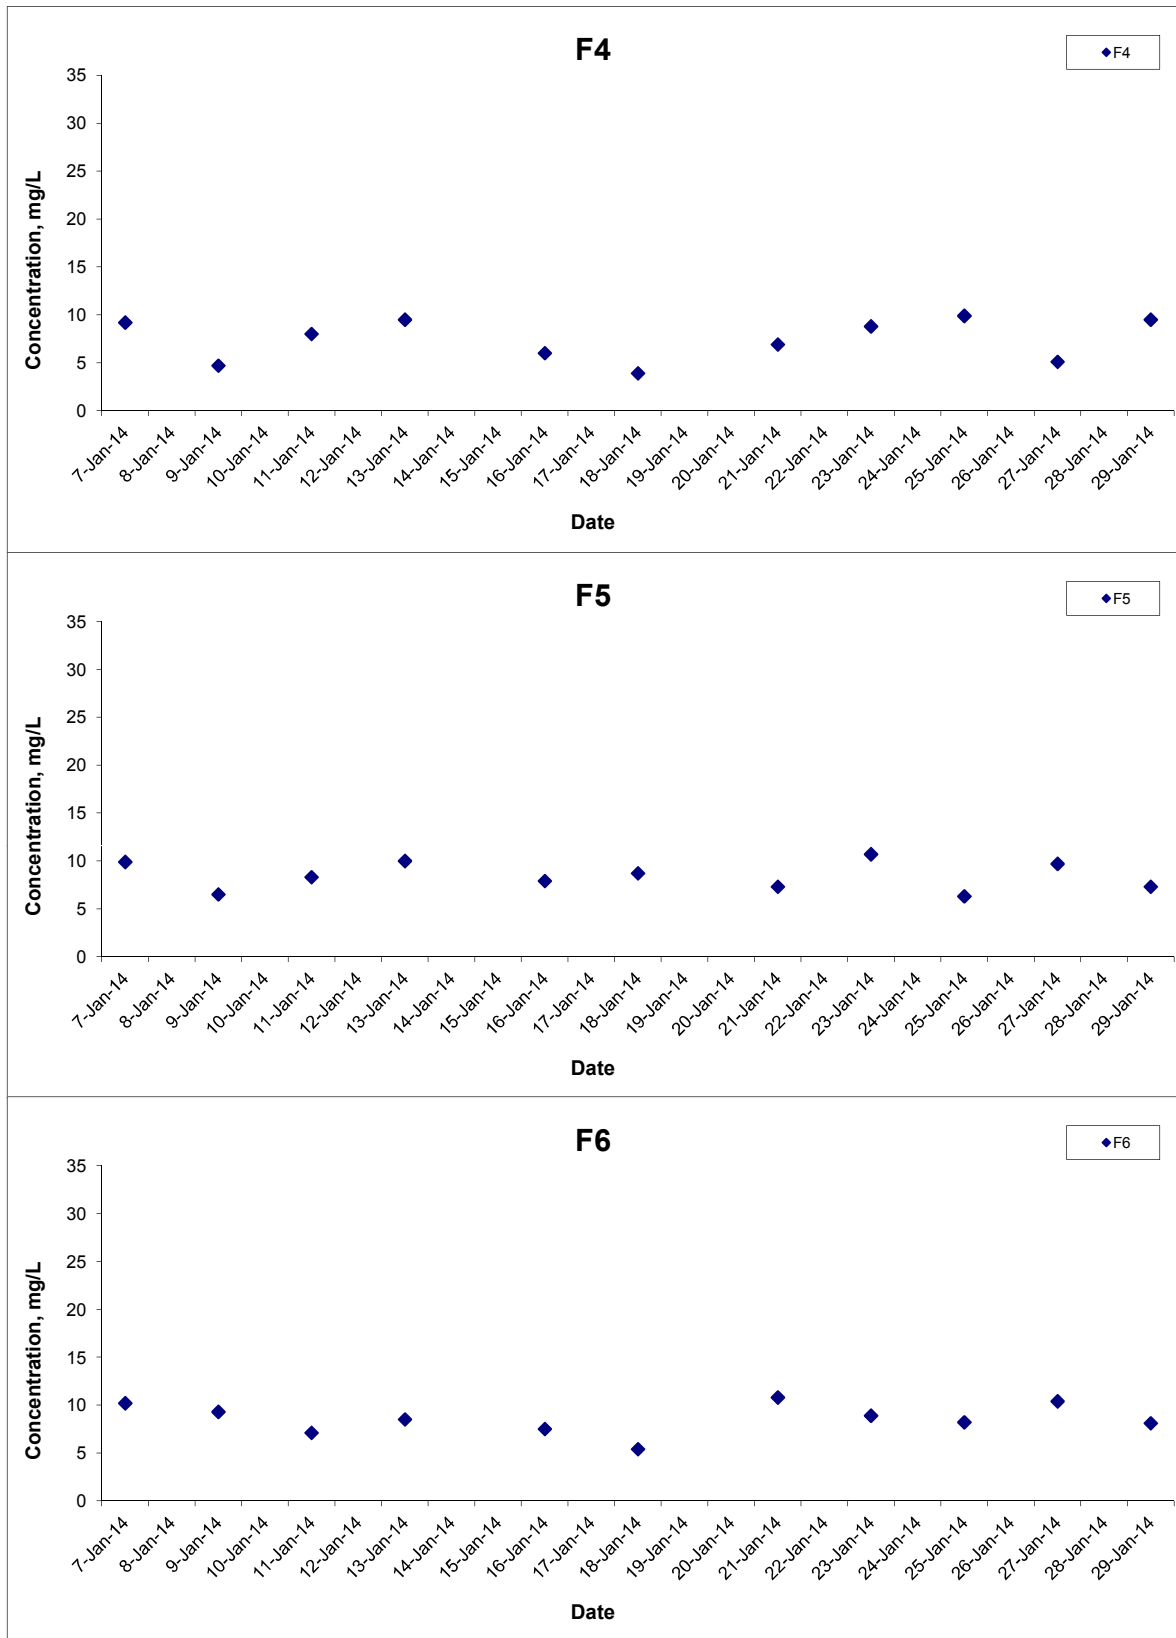 F4
F4
35
30
25
20
15
10
5
0
Concentration, mg/L
7-Jan-14
8-Jan-14
9-Jan-14
10-Jan-14
11-Jan-14
12-Jan-14
13-Jan-14
14-Jan-14
15-Jan-14
16-Jan-14
17-Jan-14
18-Jan-14
19-Jan-14
20-Jan-14
21-Jan-14
22-Jan-14
23-Jan-14
24-Jan-14
25-Jan-14
26-Jan-14
27-Jan-14
28-Jan-14
29-Jan-14
Date
F5
F5
35
30
25
20
15
10
5
0
Concentration, mg/L
7-Jan-14
8-Jan-14
9-Jan-14
10-Jan-14
11-Jan-14
12-Jan-14
13-Jan-14
14-Jan-14
15-Jan-14
16-Jan-14
17-Jan-14
18-Jan-14
19-Jan-14
20-Jan-14
21-Jan-14
22-Jan-14
23-Jan-14
24-Jan-14
25-Jan-14
26-Jan-14
27-Jan-14
28-Jan-14
29-Jan-14
Date
F6
F6
35
30
25
20
15
10
5
0
Concentration, mg/L
7-Jan-14
8-Jan-14
9-Jan-14
10-Jan-14
11-Jan-14
12-Jan-14
13-Jan-14
14-Jan-14
15-Jan-14
16-Jan-14
17-Jan-14
18-Jan-14
19-Jan-14
20-Jan-14
21-Jan-14
22-Jan-14
23-Jan-14
24-Jan-14
25-Jan-14
26-Jan-14
27-Jan-14
28-Jan-14
29-Jan-14
Date